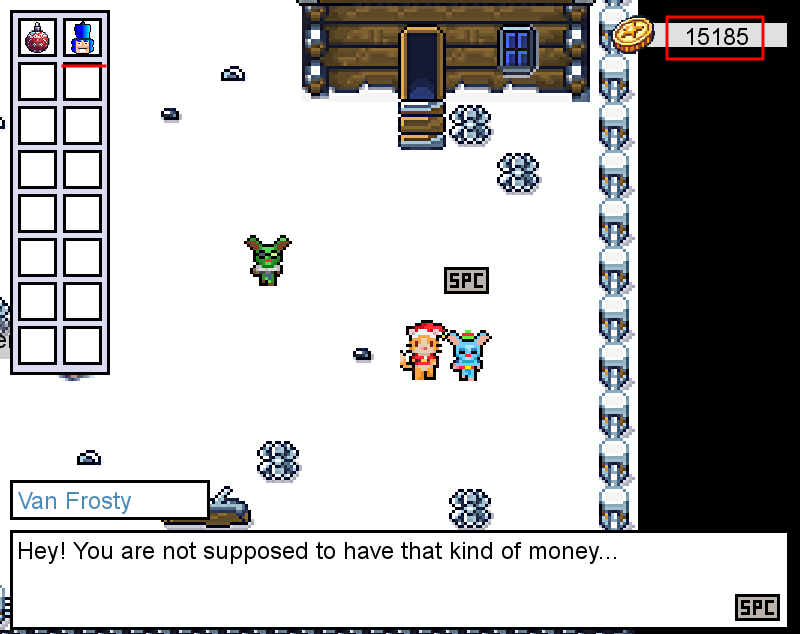 15185
SPC
e
Van Frosty
Hey! You are not supposed to have that kind of money...
SPC